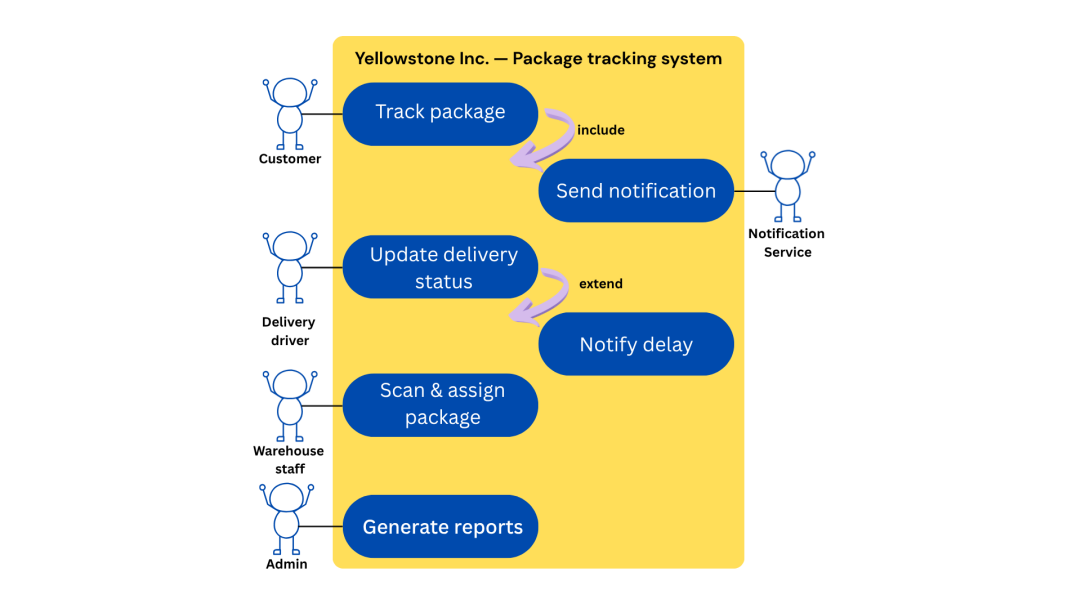 Yellowstone Inc. — Package tracking system
Track package
include
Customer
Send notification
Notification
Service
Update delivery
status
extend
Delivery
driver
Notify delay
Scan & assign
package
Warehouse
staff
Generate reports
Admin